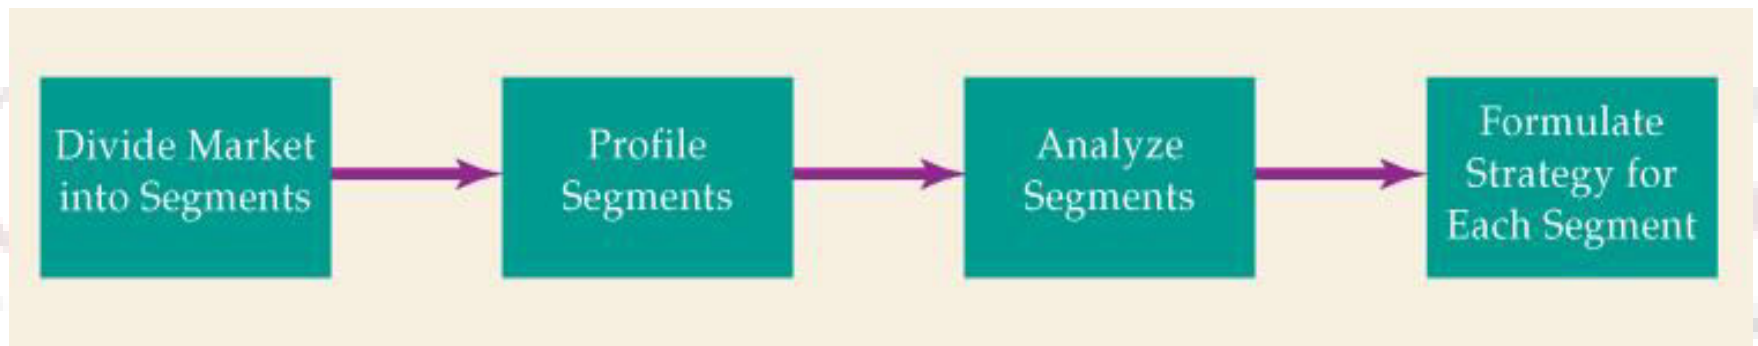 Divide Market
into Segments
Profile
Segments
Analyze
Segments
Formulate
Strategy for
Each Segment